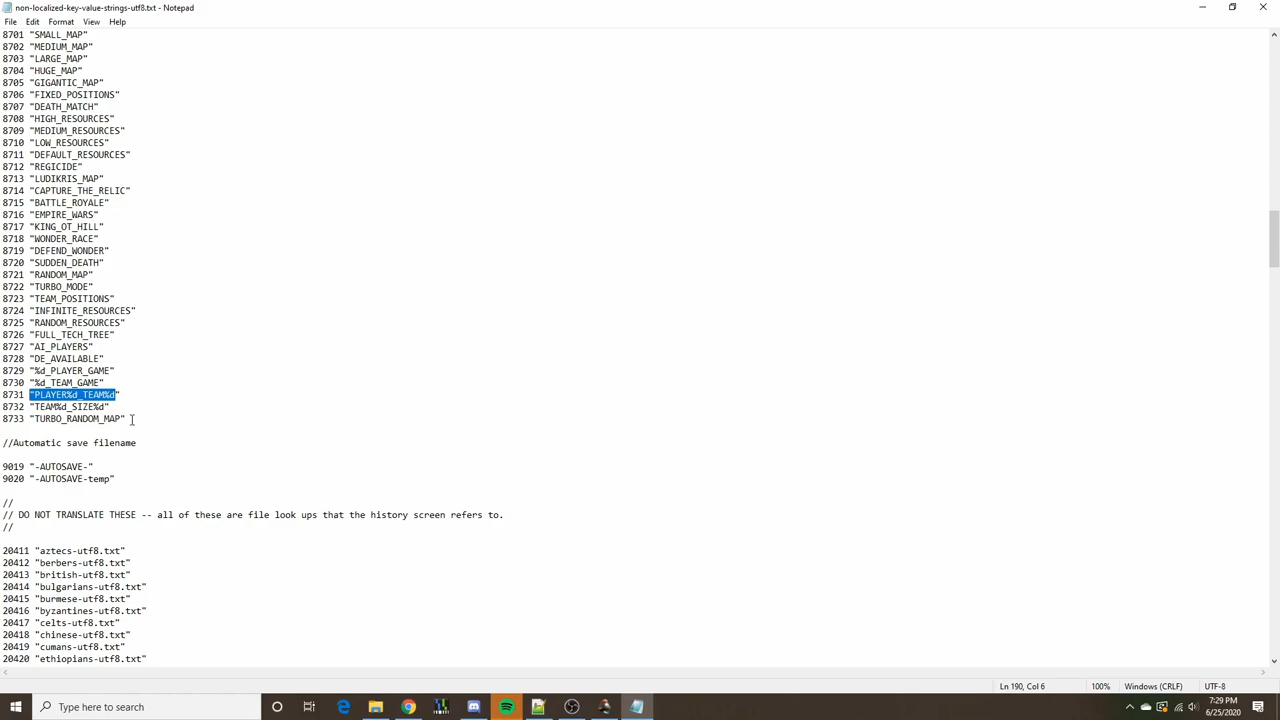 non-localized-key-value-strings-utf8.txt - Notepad
File Edit Format View Help
8701 "SMALL_MAP"
8702 "MEDIUM_MAP"
8703 "LARGE_MAP"
8704 "HUGE_MAP"
8705 "GIGANTIC_MAP"
8706 "FIXED_POSITIONS"
8707 "DEATH_MATCH"
8708 "HIGH_RESOURCES"
8709 "MEDIUM_RESOURCES"
8710 "LOW_RESOURCES"
8711 "DEFAULT_RESOURCES"
8712 "REGICIDE"
8713 "LUDIKRIS_MAP"
8714 "CAPTURE_THE_RELIC"
8715 "BATTLE_ROYALE"
8716 "EMPIRE_WARS"
8717 "KING_OT_HILL"
8718 "WONDER_RACE"
8719 "DEFEND_WONDER"
8720 "SUDDEN_DEATH"
8721 "RANDOM_MAP"
8722 "TURBO_MODE"
8723 "TEAM_POSITIONS"
8724 "INFINITE_RESOURCES"
8725 "RANDOM_RESOURCES"
8726 "FULL_TECH_TREE"
8727 "AI_PLAYERS"
8728 "DE_AVAILABLE"
8729 "%d_PLAYER_GAME"
8730 "%d_TEAM_GAME"
8731 "PLAYER%d_TEAM%d"
8732 "TEAM%d_SIZE%d"
8733 "TURBO_RANDOM_MAP"
//Automatic save filename
9019 "-AUTOSAVE-"
9020 "-AUTOSAVE-temp"
//
// DO NOT TRANSLATE THESE -- all of these are file look ups that the history screen refers to.
//
20411 "aztecs-utf8.txt"
20412 "berbers-utf8.txt"
20413 "british-utf8.txt"
20414 "bulgarians-utf8.txt"
20415 "burmese-utf8.txt"
20416 "byzantines-utf8.txt"
20417 "celts-utf8.txt"
20418 "chinese-utf8.txt"
20419 "cumans-utf8.txt"
20420 "ethiopians-utf8.txt"
Ln 190, Col 6 100% Windows (CRLF) UTF-8
Type here to search
7:29 PM
6/25/2020